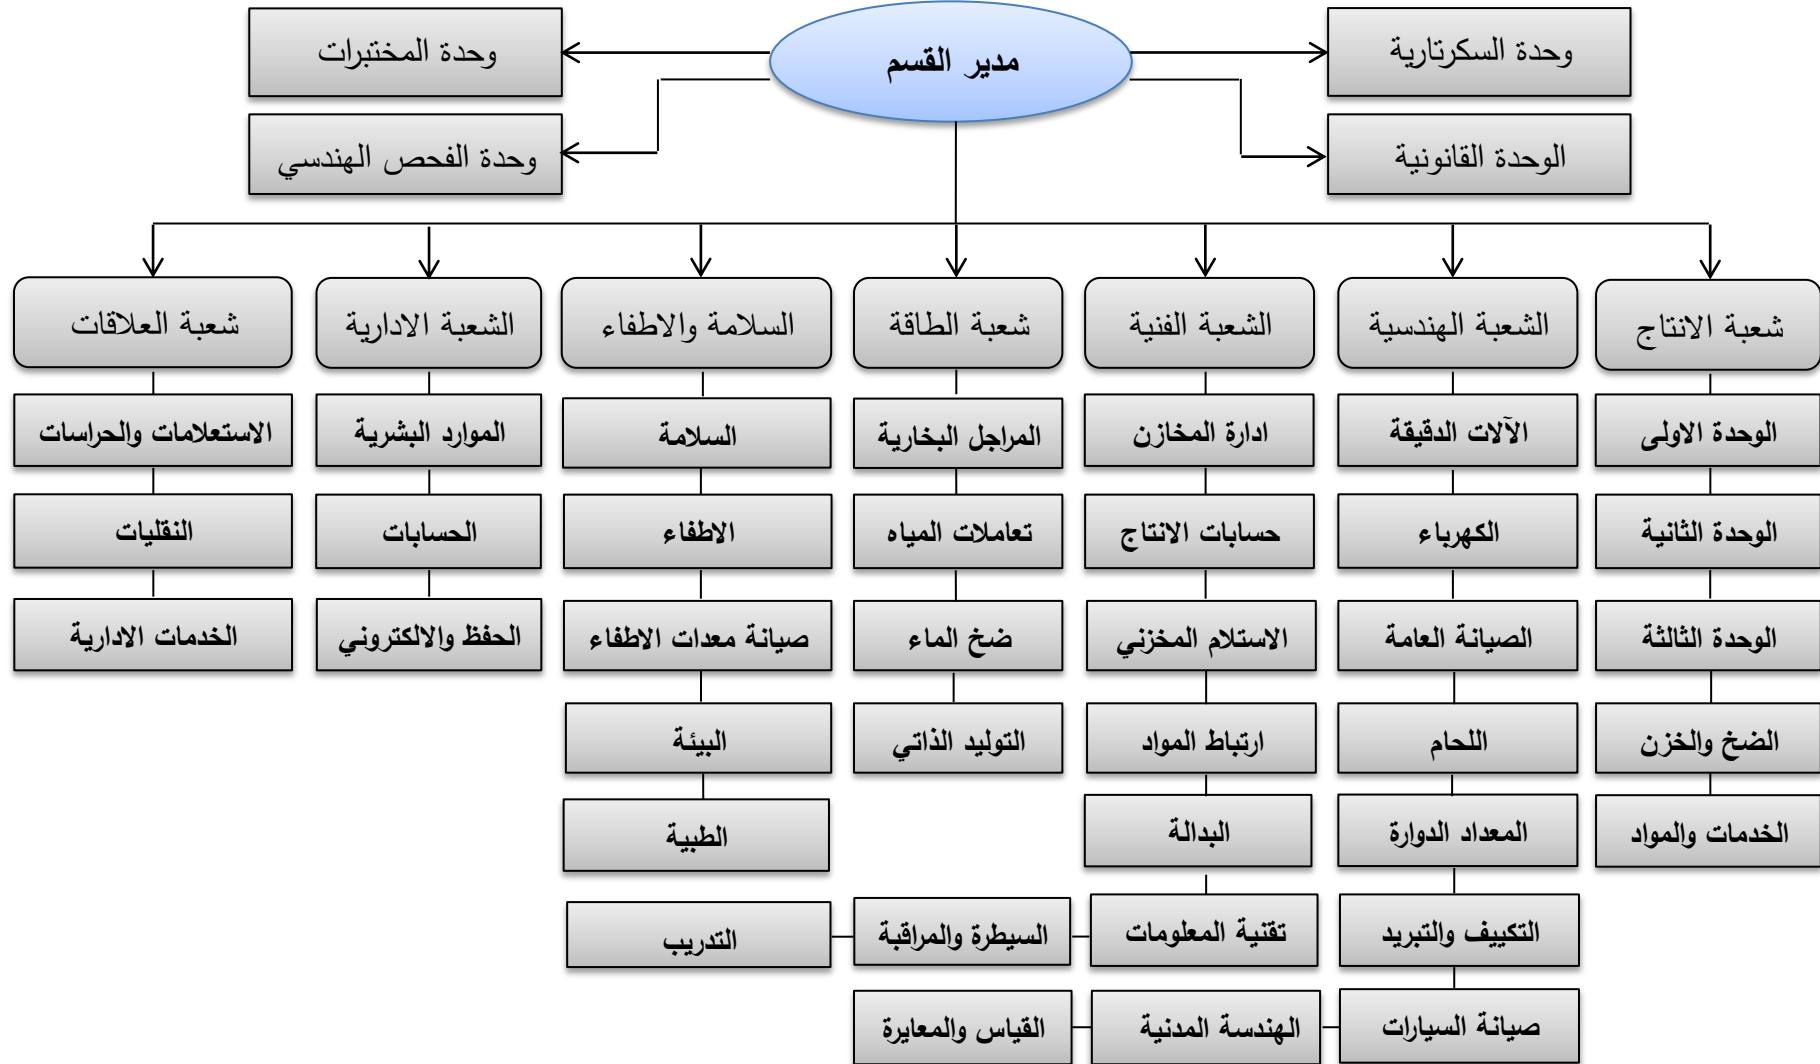 مدير القسم
وحدة السكرتارية
وحدة المختبرات
الوحدة القانونية
وحدة الفحص الهندسي
شعبة الانتاج
الشعبة الهندسية
الشعبة الفنية
شعبة الطاقة
السلامة والاطفاء
الشعبة الادارية
شعبة العلاقات
الوحدة الاولى
الآلات الدقيقة
ادارة المخازن
المراجل البخارية
السلامة
الموارد البشرية
الاستعلامات والحراسات
الوحدة الثانية
الكهرباء
حسابات الانتاج
تعاملات المياه
الاطفاء
الحسابات
النقليات
الوحدة الثالثة
الصيانة العامة
الاستلام المخزني
ضخ الماء
صيانة معدات الاطفاء
الحفظ والالكتروني
الخدمات الادارية
الضخ والخزن
اللحام
ارتباط المواد
التوليد الذاتي
البيئة
الخدمات والمواد
المعداد الدوارة
البدالة
الطبية
التكييف والتبريد
تقنية المعلومات
السيطرة والمراقبة
التدريب
صيانة السيارات
الهندسة المدنية
القياس والمعايرة